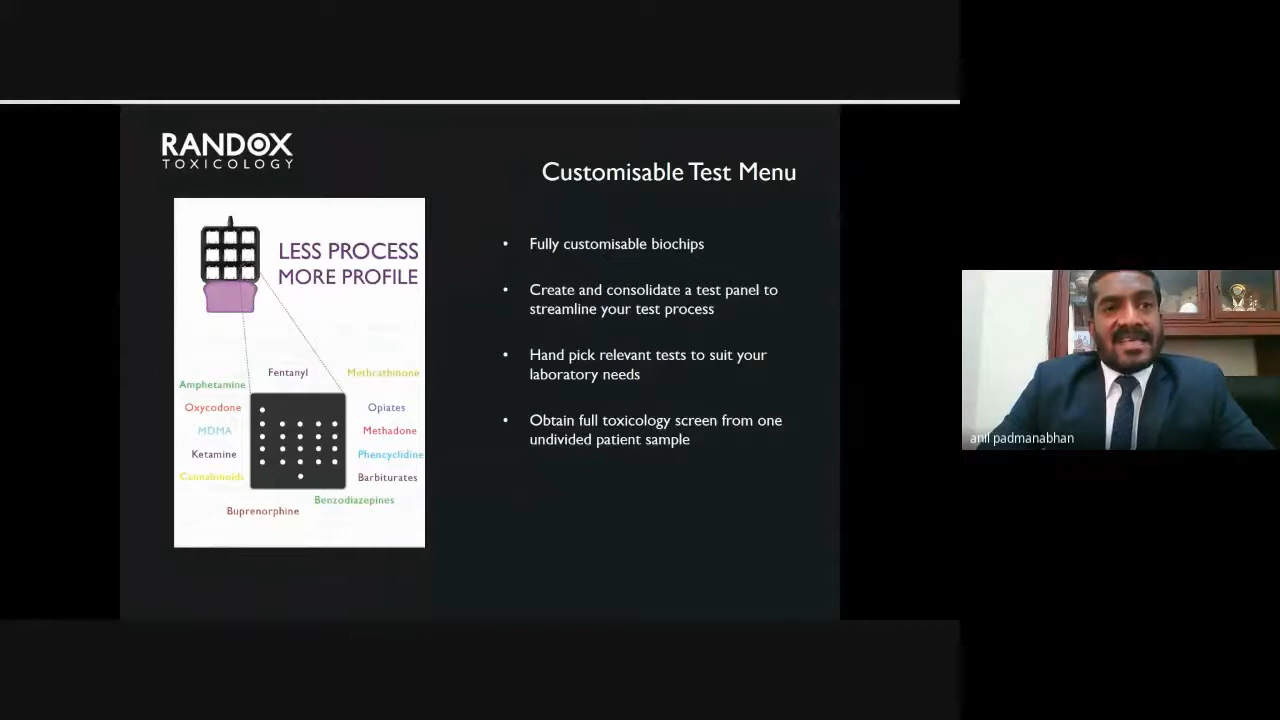 RANDOX
TOXICOLOGY
Customisable Test Menu
LESS PROCESS
MORE PROFILE
Fentanyl
Methcathinone
Amphetamine
Oxycodone
Opiates
MDMA
Methadone
Ketamine
Phencyclidine
Cannabinoids
Barbiturates
Benzodiazepines
Buprenorphine
• Fully customisable biochips
• Create and consolidate a test panel to
streamline your test process
• Hand pick relevant tests to suit your
laboratory needs
• Obtain full toxicology screen from one
undivided patient sample
anil padmanabhan